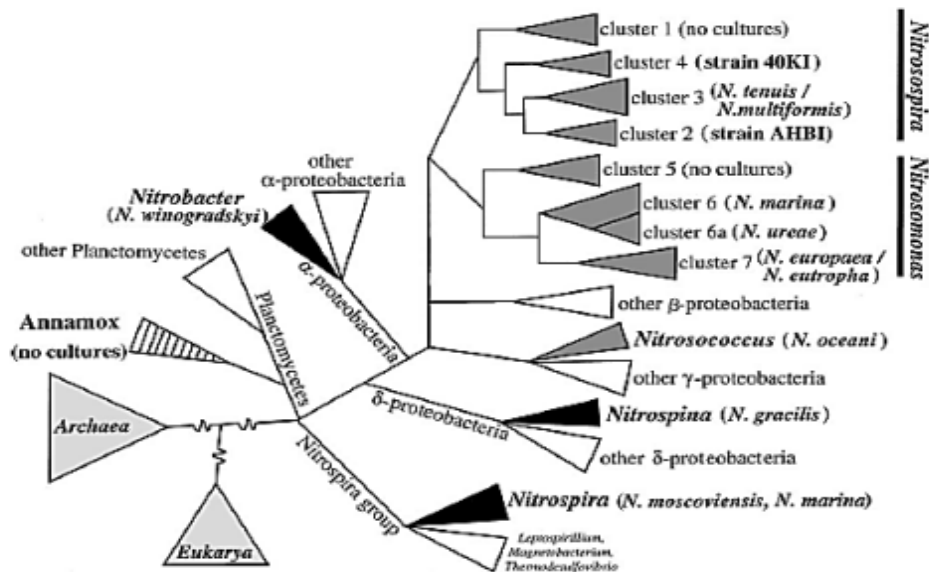 cluster 1 (no cultures)
cluster 4 (strain 40KI)
cluster 3 (N. tenuis /
N.multiformis)
cluster 2 (strain AHBI)
Nitrosospira
cluster 5 (no cultures)
cluster 6 (N. marina)
cluster 6a (N. ureae)
cluster 7 (N. europaea /
N. eutropha)
Nitrosomonas
other
α-proteobacteria
Nitrobacter
(N. winogradskyi)
α-proteobacteria
other Planctomycetes
Planctomycetes
Annamox
(no cultures)
other β-proteobacteria
Nitrosococcus (N. oceani)
other γ-proteobacteria
δ-proteobacteria
Nitrospina (N. gracilis)
other δ-proteobacteria
Archaea
Eukarya
Nitrospira group
Nitrospira (N. moscoviensis, N. marina)
Leptospirillium,
Magnetobacterium,
Thermodesulfovibrio